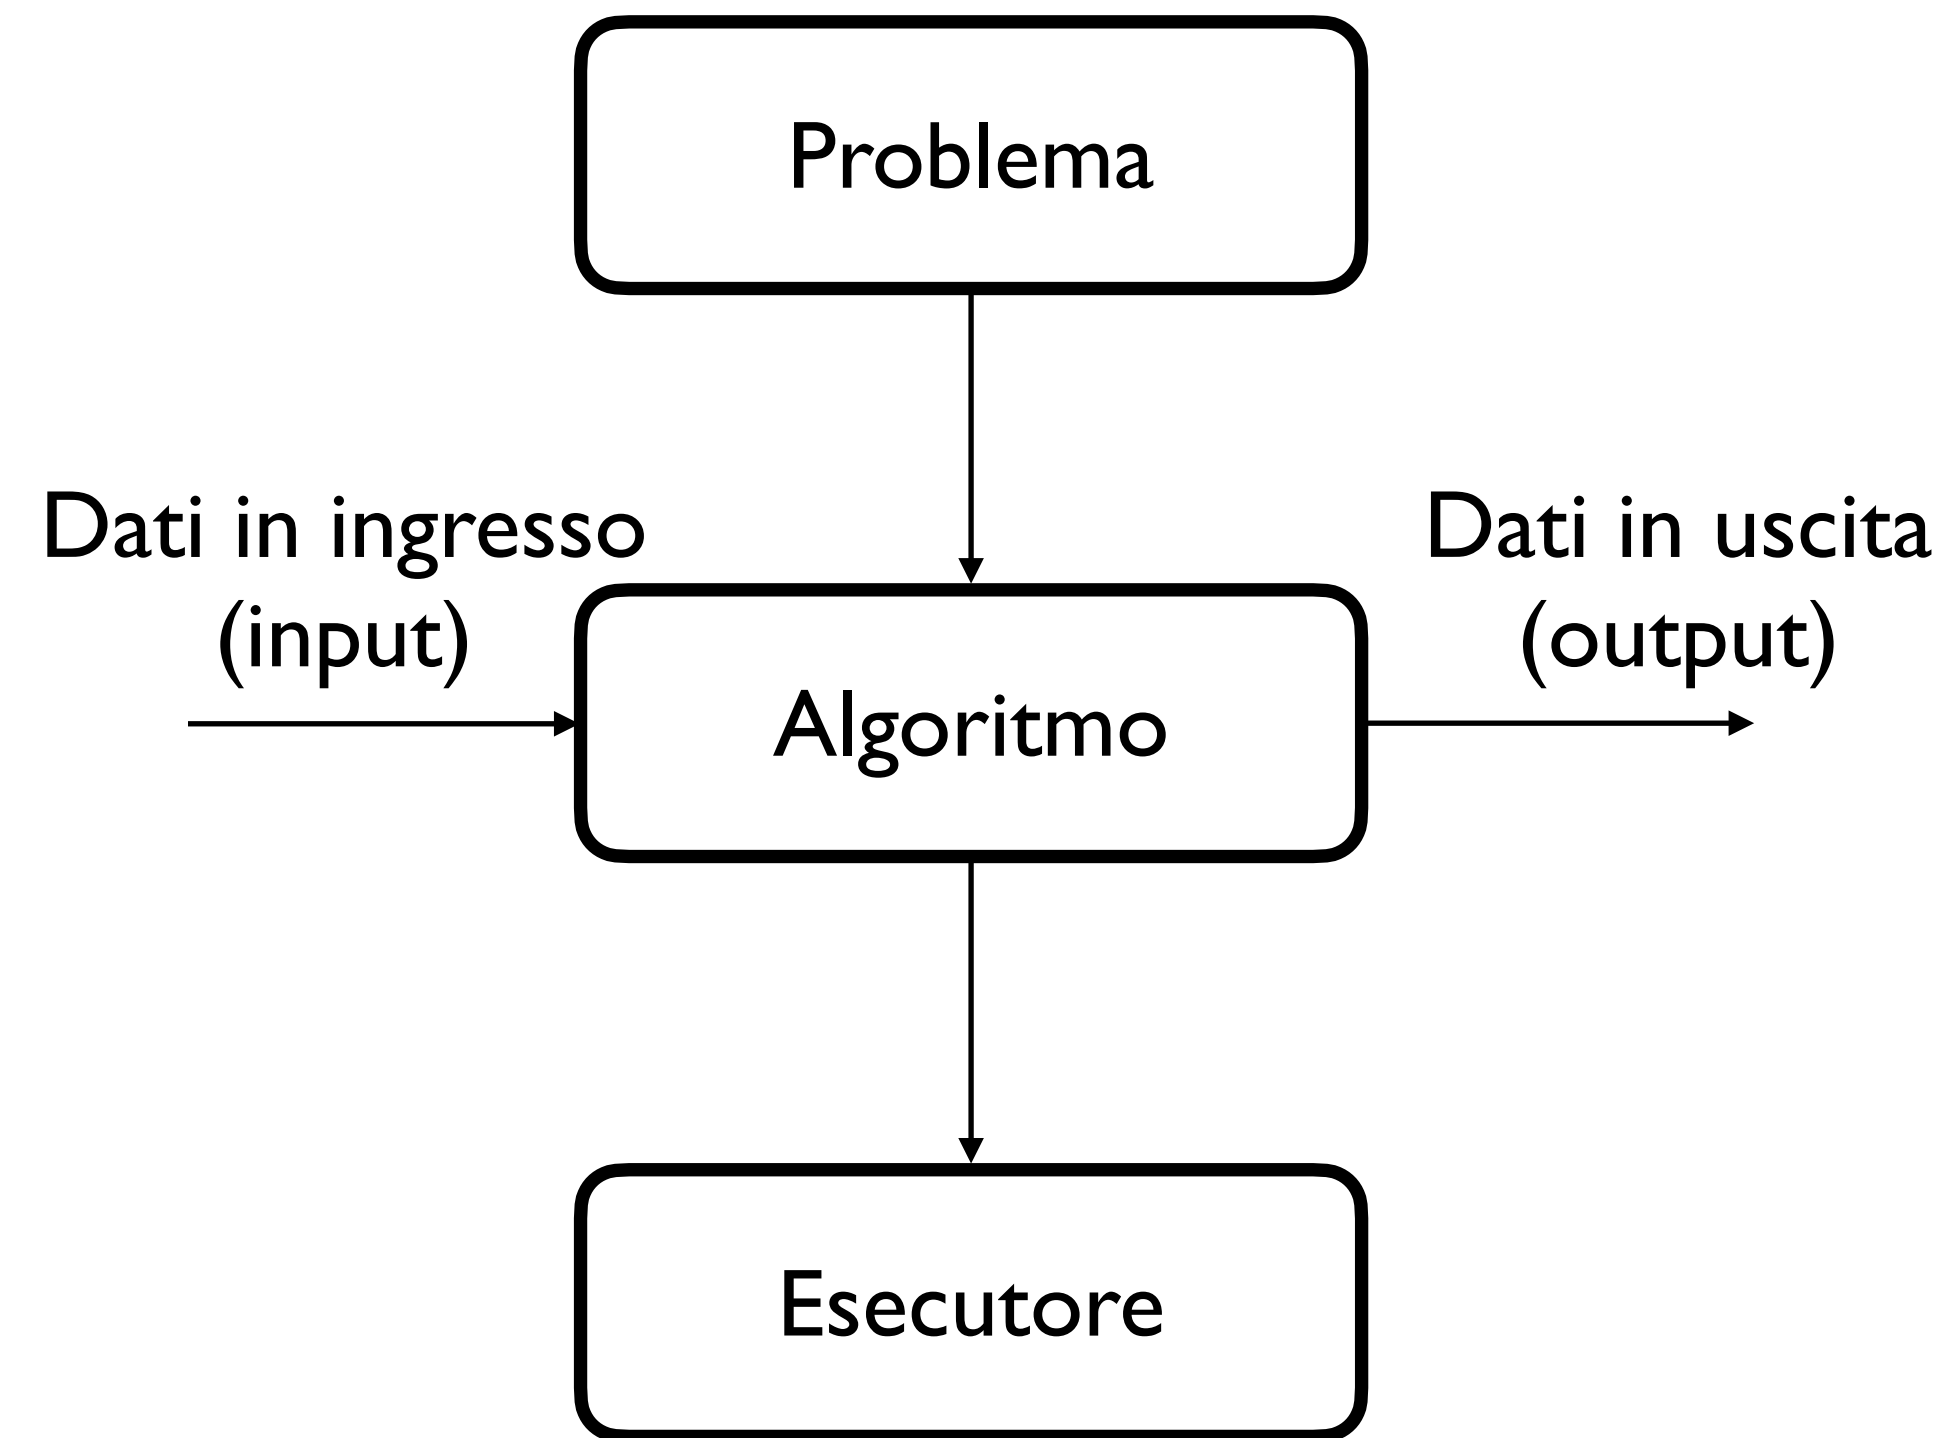 Problema
Dati in ingresso
(input)
Dati in uscita
(output)
Algoritmo
Esecutore